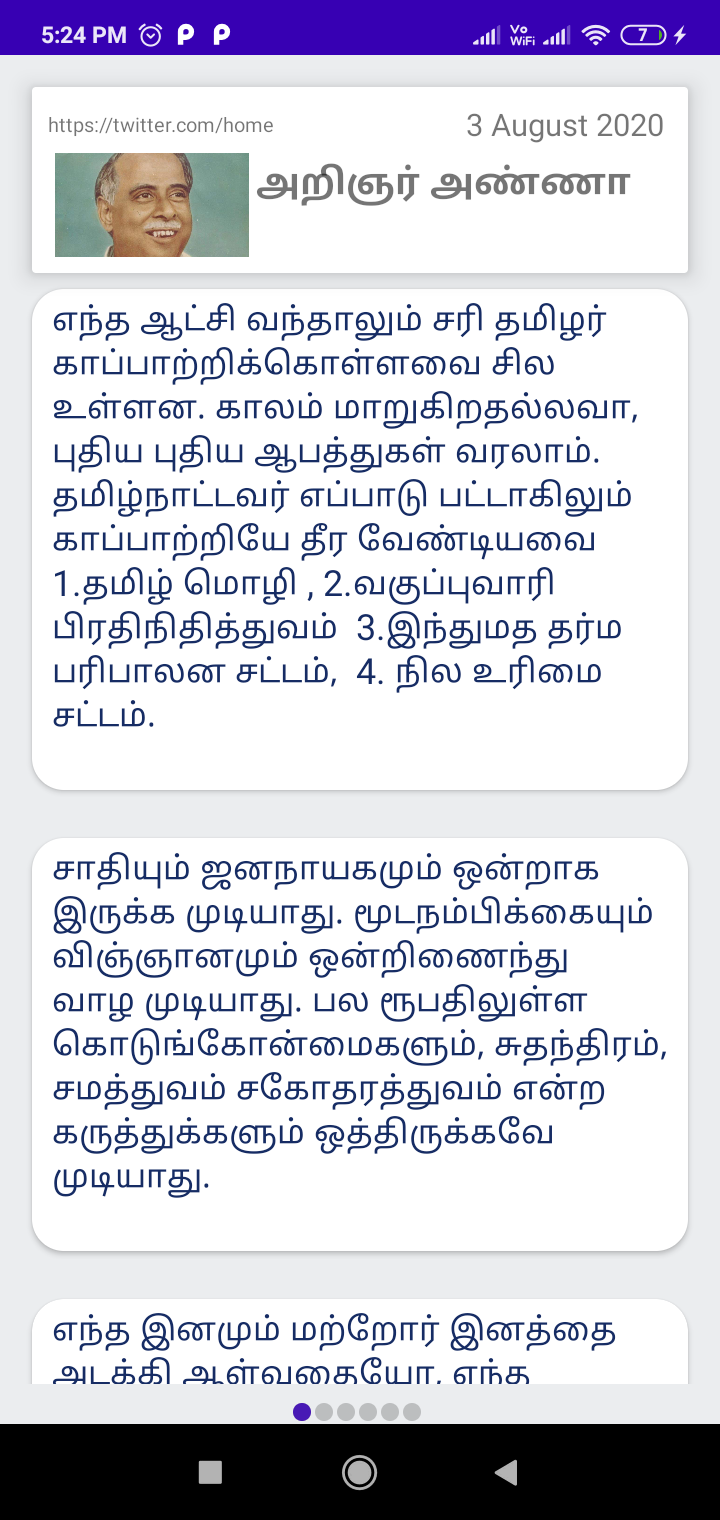 5:24 PM
Vo
WiFi
7
https://twitter.com/home
3 August 2020
அறிஞர் அண்ணா
எந்த ஆட்சி வந்தாலும் சரி தமிழர்
காப்பாற்றிக்கொள்ளவை சில
உள்ளன. காலம் மாறுகிறதல்லவா,
புதிய புதிய ஆபத்துகள் வரலாம்.
தமிழ்நாட்டவர் எப்பாடு பட்டாகிலும்
காப்பாற்றியே தீர வேண்டியவை
1.தமிழ் மொழி , 2.வகுப்புவாரி
பிரதிநிதித்துவம்  3.இந்துமத தர்ம
பரிபாலன சட்டம்,  4. நில உரிமை
சட்டம்.
சாதியும் ஜனநாயகமும் ஒன்றாக
இருக்க முடியாது. மூடநம்பிக்கையும்
விஞ்ஞானமும் ஒன்றிணைந்து
வாழ முடியாது. பல ரூபதிலுள்ள
கொடுங்கோன்மைகளும், சுதந்திரம்,
சமத்துவம் சகோதரத்துவம் என்ற
கருத்துக்களும் ஒத்திருக்கவே
முடியாது.
எந்த இனமும் மற்றோர் இனத்தை
அடக்கி ஆள்வதையோ, எந்த